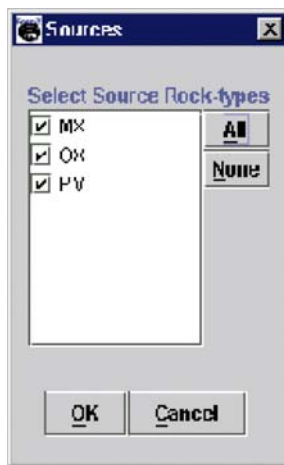 Sources
Select Source Rock-types
MX
All
OX
None
PV
OK
Cancel